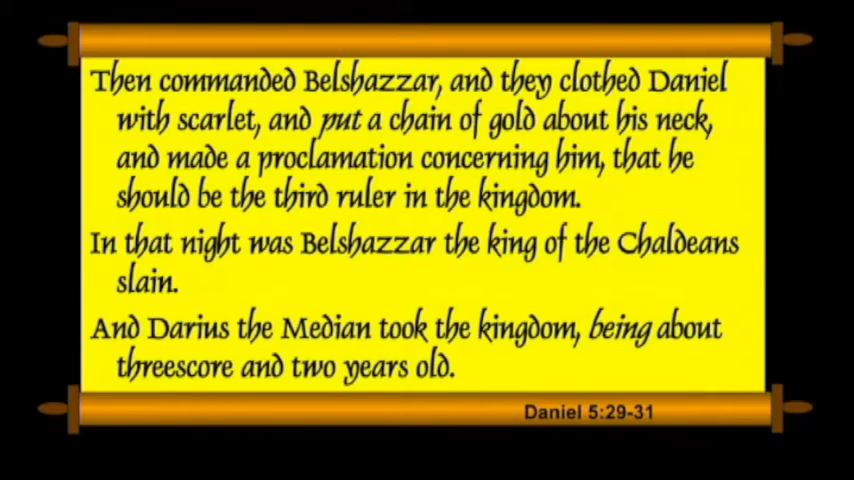 Then commanded Belshazzar, and they clothed Daniel
with scarlet, and put a chain of gold about his neck,
and made a proclamation concerning him, that he
should be the third ruler in the kingdom.
In that night was Belshazzar the king of the Chaldeans
slain.
And Darius the Median took the kingdom, being about
threescore and two years old.
Daniel 5:29-31